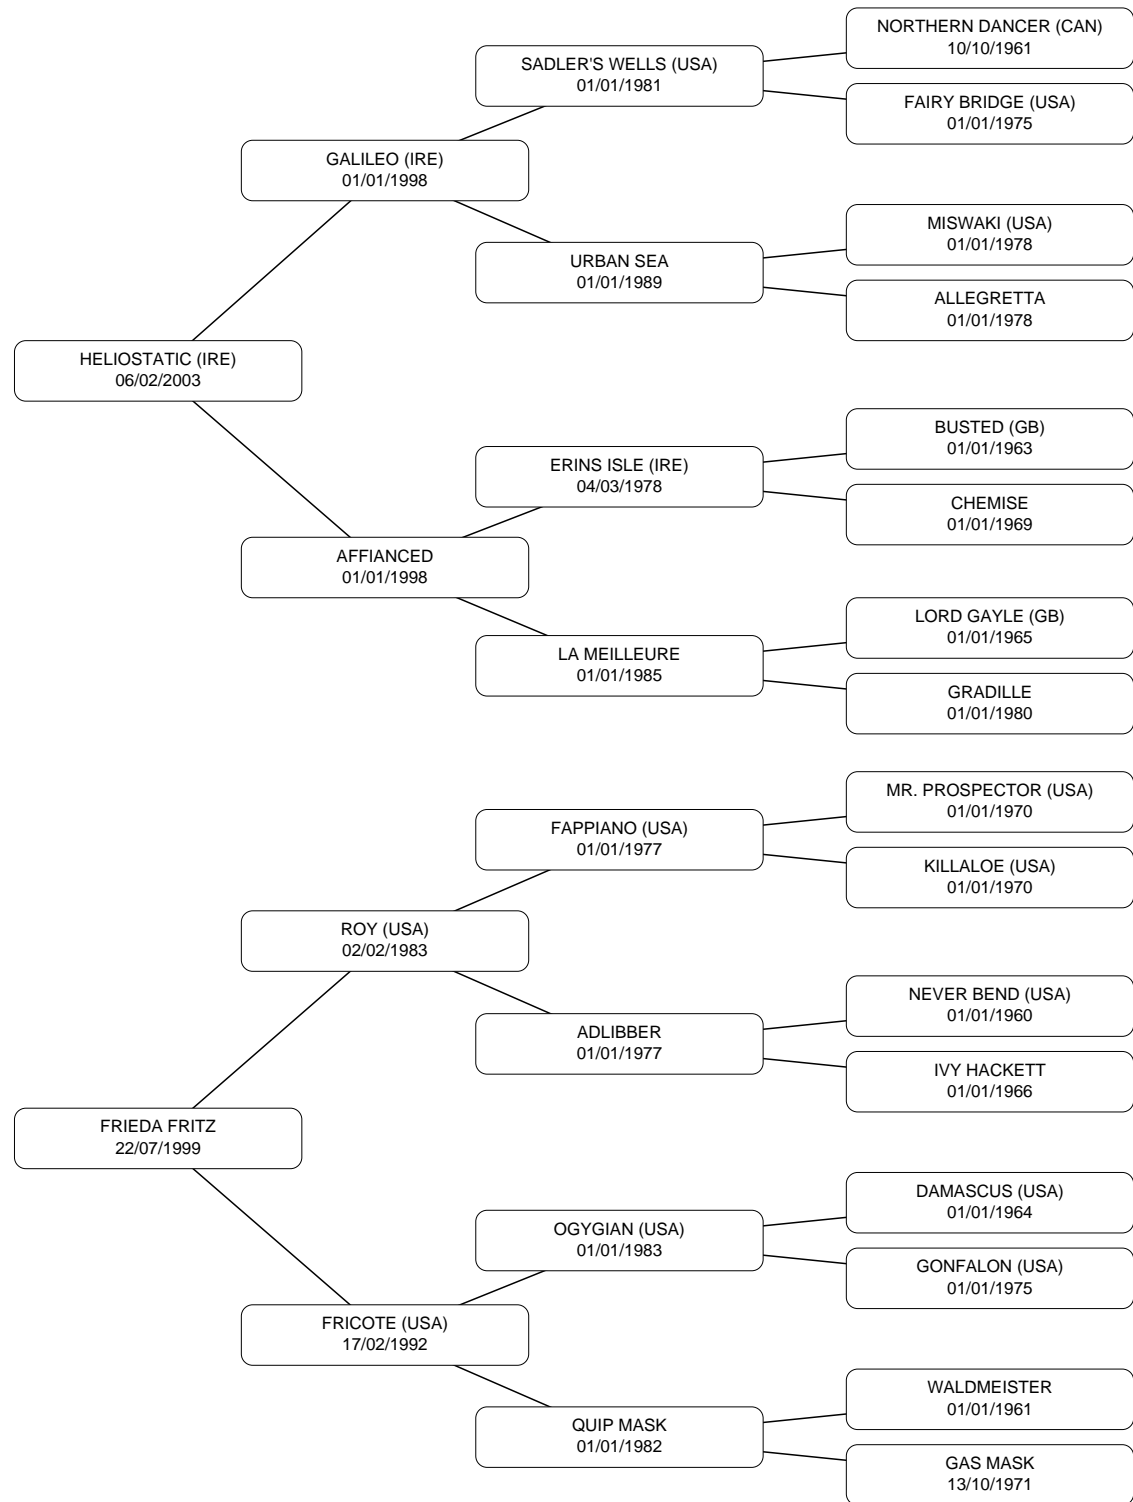 NORTHERN DANCER (CAN)
10/10/1961
SADLER'S WELLS (USA)
01/01/1981
FAIRY BRIDGE (USA)
01/01/1975
GALILEO (IRE)
01/01/1998
MISWAKI (USA)
01/01/1978
URBAN SEA
01/01/1989
ALLEGRETTA
01/01/1978
HELIOSTATIC (IRE)
06/02/2003
BUSTED (GB)
01/01/1963
ERINS ISLE (IRE)
04/03/1978
CHEMISE
01/01/1969
AFFIANCED
01/01/1998
LORD GAYLE (GB)
01/01/1965
LA MEILLEURE
01/01/1985
GRADILLE
01/01/1980
MR. PROSPECTOR (USA)
01/01/1970
FAPPIANO (USA)
01/01/1977
KILLALOE (USA)
01/01/1970
ROY (USA)
02/02/1983
NEVER BEND (USA)
01/01/1960
ADLIBBER
01/01/1977
IVY HACKETT
01/01/1966
FRIEDA FRITZ
22/07/1999
DAMASCUS (USA)
01/01/1964
OGYGIAN (USA)
01/01/1983
GONFALON (USA)
01/01/1975
FRICOTE (USA)
17/02/1992
WALDMEISTER
01/01/1961
QUIP MASK
01/01/1982
GAS MASK
13/10/1971